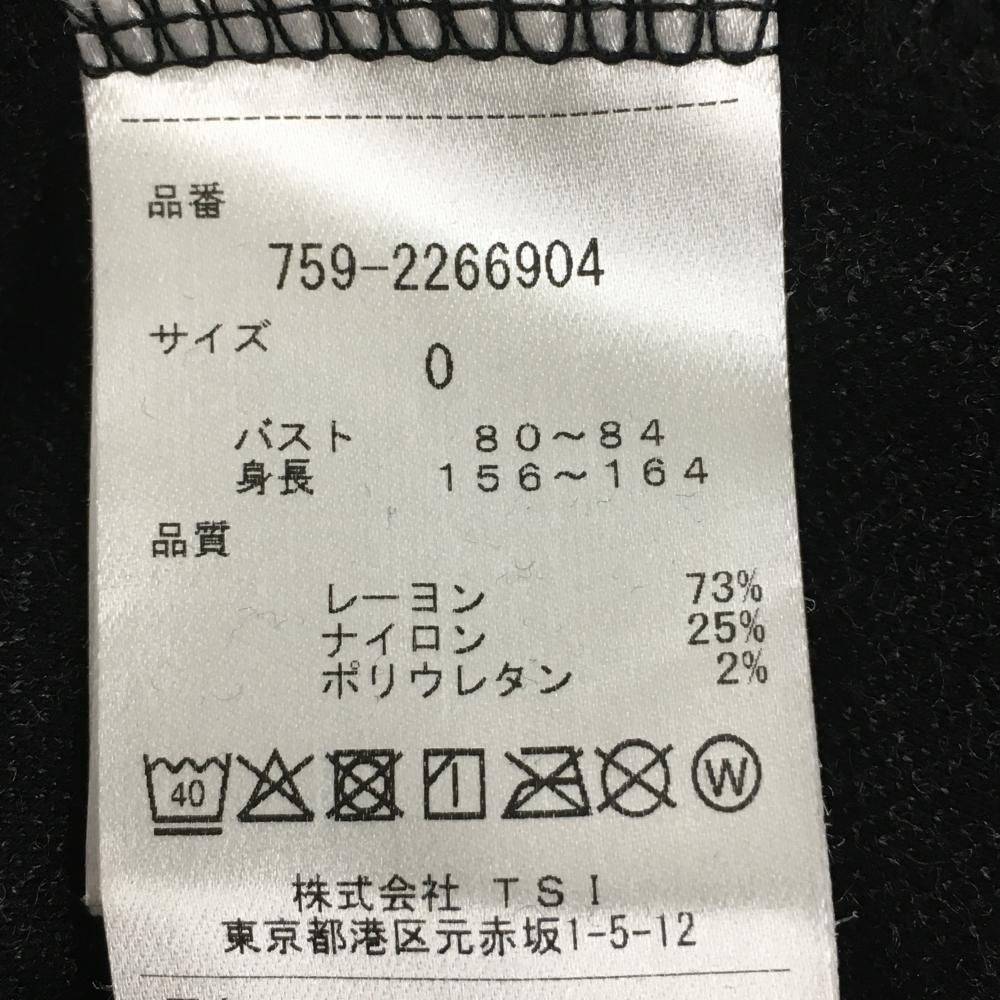 品番
759-2266904
サイズ
0
バスト 80～84
身長 156～164
品質
レーヨン 73%
ナイロン 25%
ポリウレタン 2%
40 W
株式会社 TSI
東京都港区元赤坂1-5-12